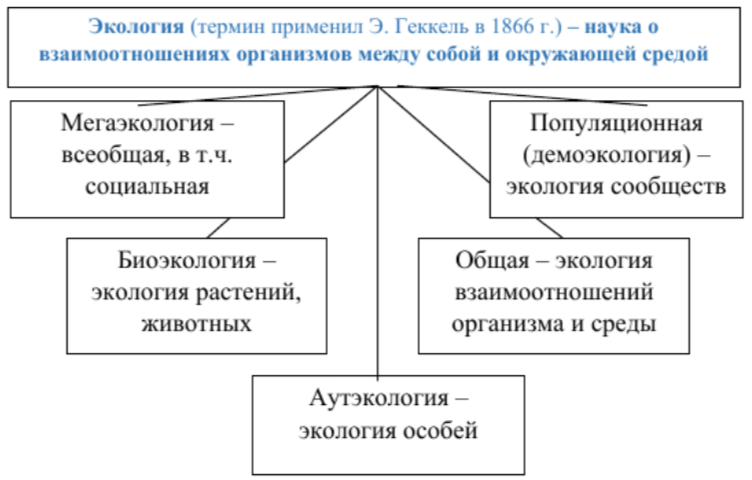 Экология (термин применил Э. Геккель в 1866 г.) – наука о
взаимоотношениях организмов между собой и окружающей средой
Мегаэкология –
всеобщая, в т.ч.
социальная
Популяционная
(демоэкология) –
экология сообществ
Биоэкология –
экология растений,
животных
Общая – экология
взаимоотношений
организма и среды
Аутэкология –
экология особей